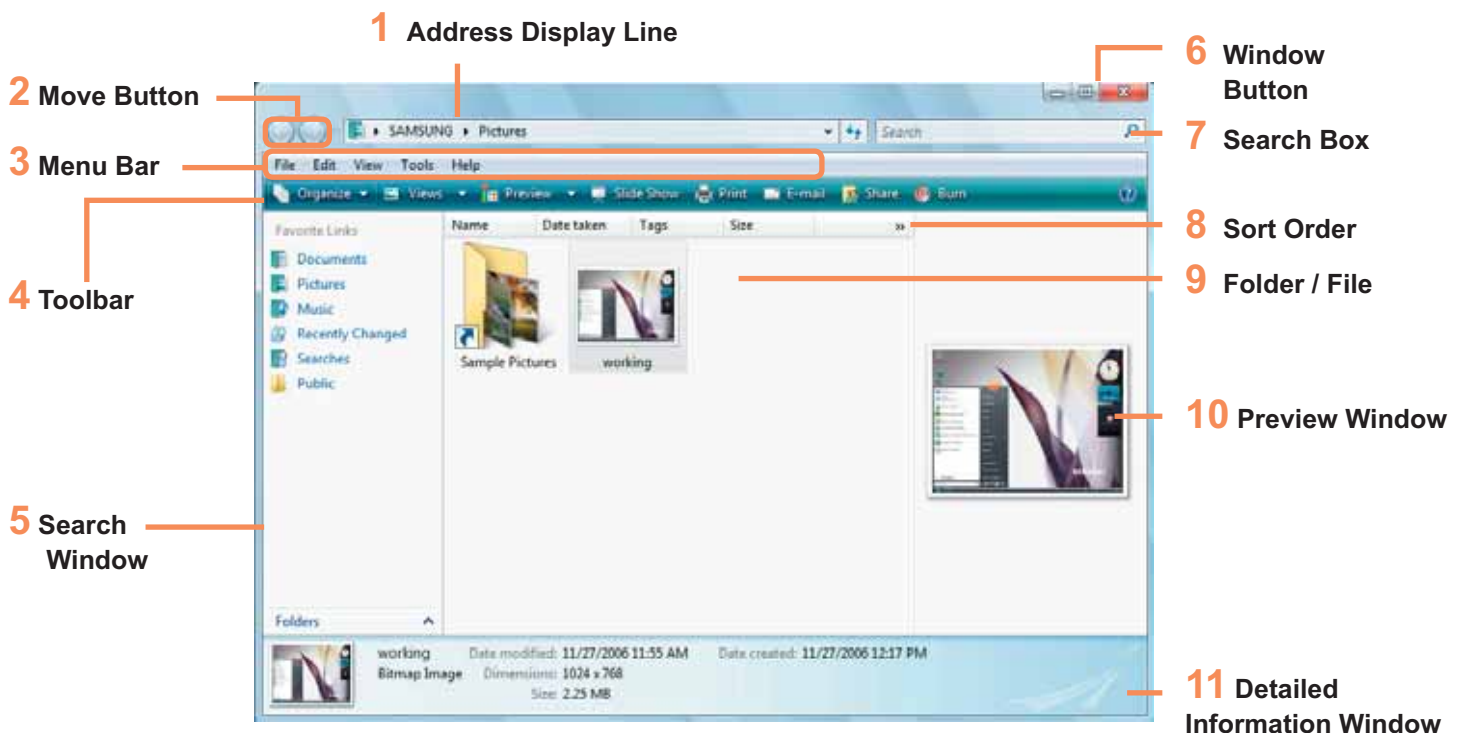 1 Address Display Line
2 Move Button
3 Menu Bar
4 Toolbar
5 Search
Window
6 Window
Button
7 Search Box
8 Sort Order
9 Folder / File
10 Preview Window
11 Detailed
Information Window
SAMSUNG Pictures
Search
File Edit View Tools Help
Organize Views Preview Slide Show Print E-mail Share Burn
Favorite Links
Documents
Pictures
Music
Recently Changed
Searches
Public
Folders
Name Date taken Tags Size »
Sample Pictures working
working Date modified: 11/27/2006 11:55 AM Date created: 11/27/2006 12:17 PM
Bitmap Image Dimensions: 1024 x 768
Size: 2.25 MB